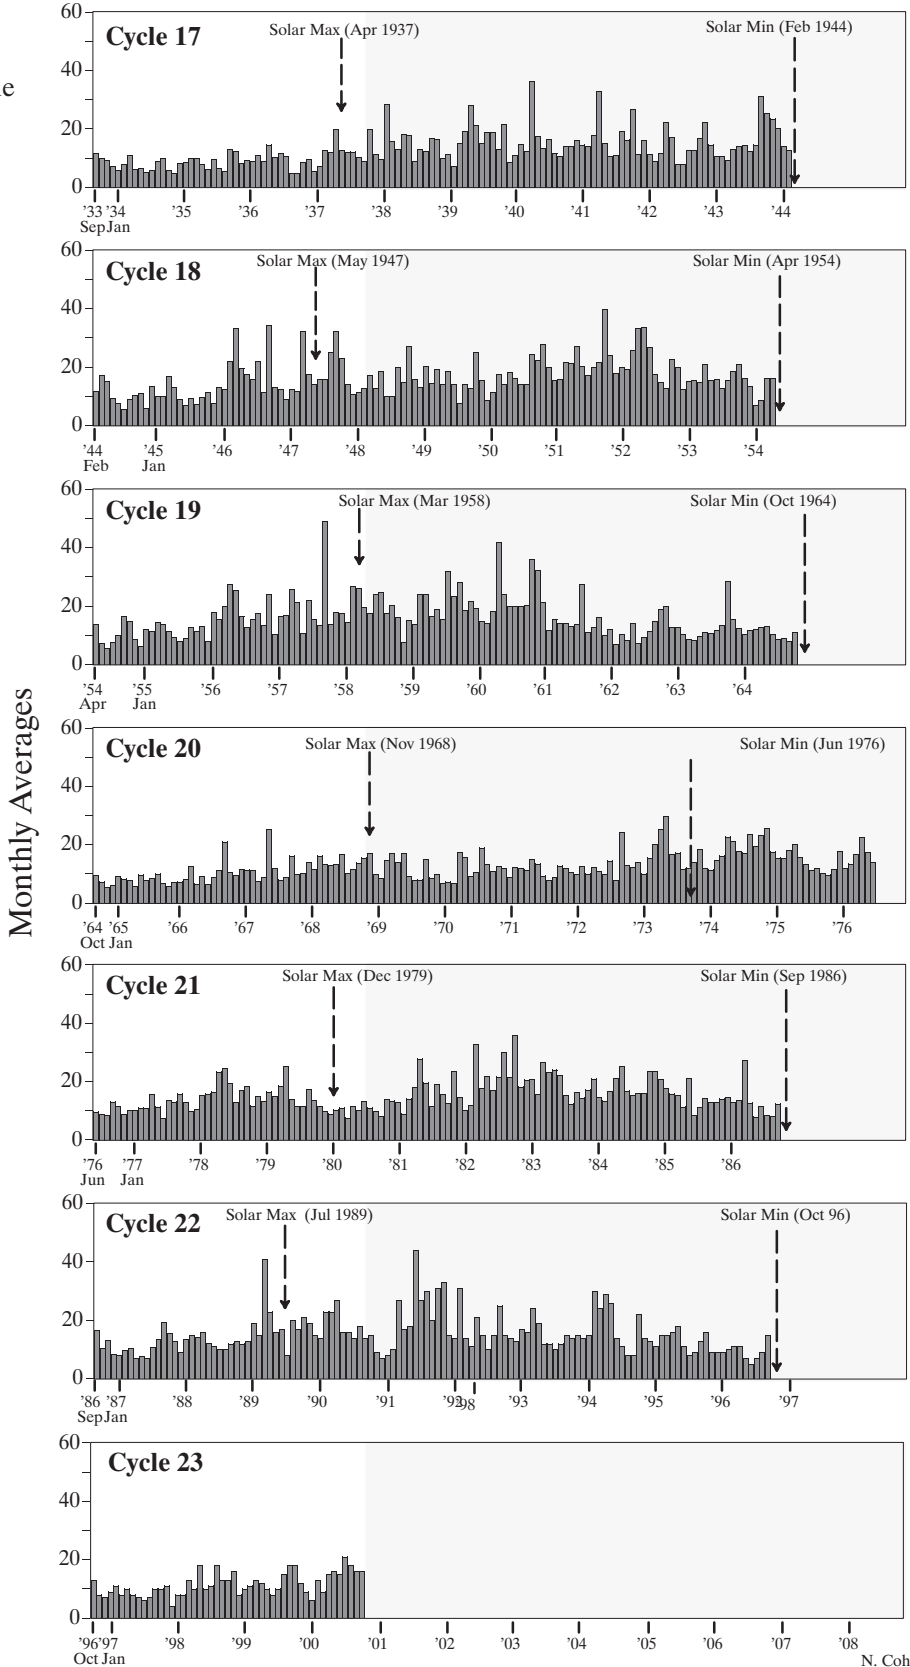 le
Monthly Averages
Cycle 17
Solar Max (Apr 1937)
Solar Min (Feb 1944)
60
40
20
0
'33 '34 '35 '36 '37 '38 '39 '40 '41 '42 '43 '44
Sep Jan
Cycle 18
Solar Max (May 1947)
Solar Min (Apr 1954)
60
40
20
0
'44 '45 '46 '47 '48 '49 '50 '51 '52 '53 '54
Feb Jan
Cycle 19
Solar Max (Mar 1958)
Solar Min (Oct 1964)
60
40
20
0
'54 '55 '56 '57 '58 '59 '60 '61 '62 '63 '64
Apr Jan
Cycle 20
Solar Max (Nov 1968)
Solar Min (Jun 1976)
60
40
20
0
'64 '65 '66 '67 '68 '69 '70 '71 '72 '73 '74 '75 '76
Oct Jan
Cycle 21
Solar Max (Dec 1979)
Solar Min (Sep 1986)
60
40
20
0
'76 '77 '78 '79 '80 '81 '82 '83 '84 '85 '86
Jun Jan
Cycle 22
Solar Max (Jul 1989)
Solar Min (Oct 96)
60
40
20
0
'86 '87 '88 '89 '90 '91 '92 98 '93 '94 '95 '96 '97
Sep Jan
Cycle 23
60
40
20
0
'96 '97 '98 '99 '00 '01 '02 '03 '04 '05 '06 '07 '08
Oct Jan
N. Coh